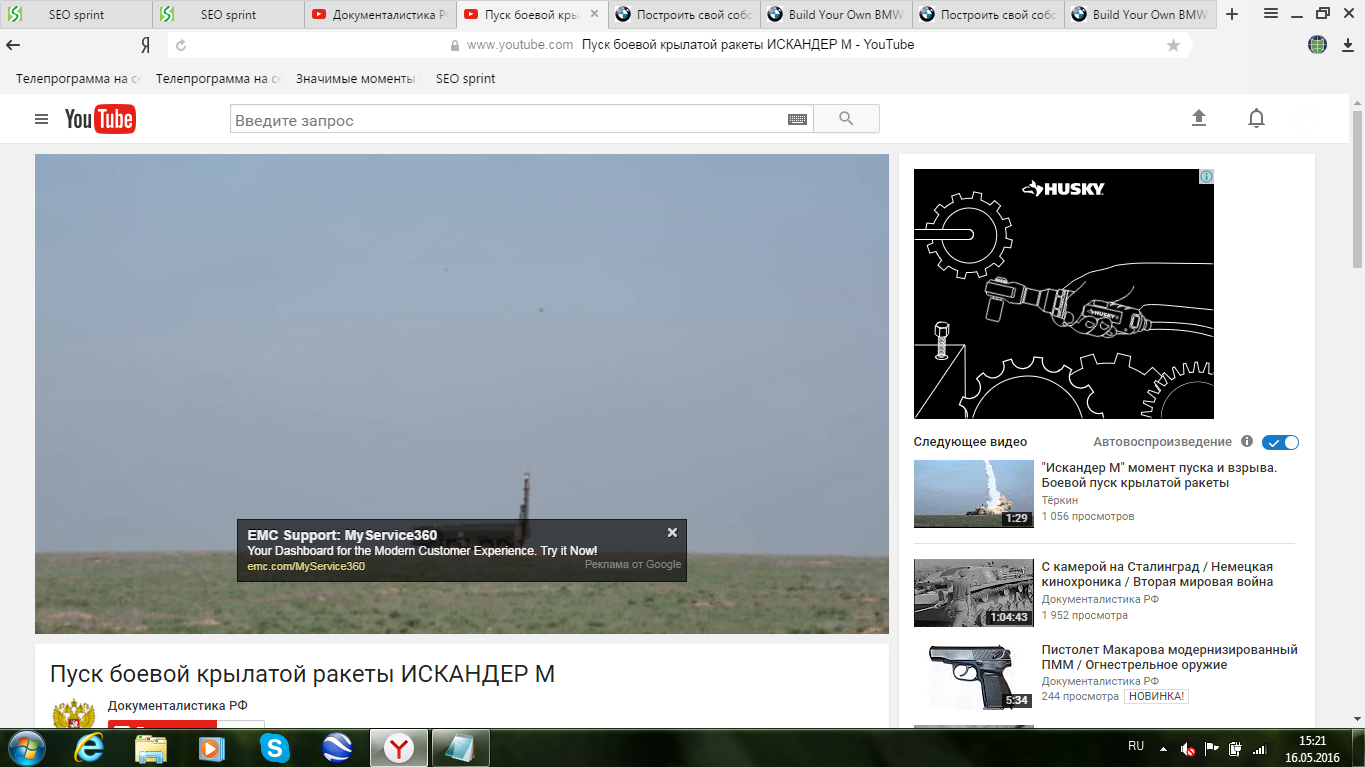 SEO sprint
SEO sprint
Документалистика РФ
Пуск боевой кры
Построить свой собс
Build Your Own BMW
Построить свой собс
Build Your Own BMW
Я
www.youtube.com Пуск боевой крылатой ракеты ИСКАНДЕР М - YouTube
Телепрограмма на се
Телепрограмма на се
Значимые моменты
SEO sprint
YouTube
Введите запрос
HUSKY
HUSKY
EMC Support: MyService360
Your Dashboard for the Modern Customer Experience. Try it Now!
emc.com/MyService360
Реклама от Google
Следующее видео
Автовоспроизведение
"Искандер М" момент пуска и взрыва.
Боевой пуск крылатой ракеты
Тёркин
1 056 просмотров
1:29
С камерой на Сталинград / Немецкая
кинохроника / Вторая мировая война
Документалистика РФ
1 952 просмотра
1:04:43
Пистолет Макарова модернизированный
ПММ / Огнестрельное оружие
Документалистика РФ
244 просмотра НОВИНКА!
5:34
Пуск боевой крылатой ракеты ИСКАНДЕР М
Документалистика РФ
RU
15:21
16.05.2016